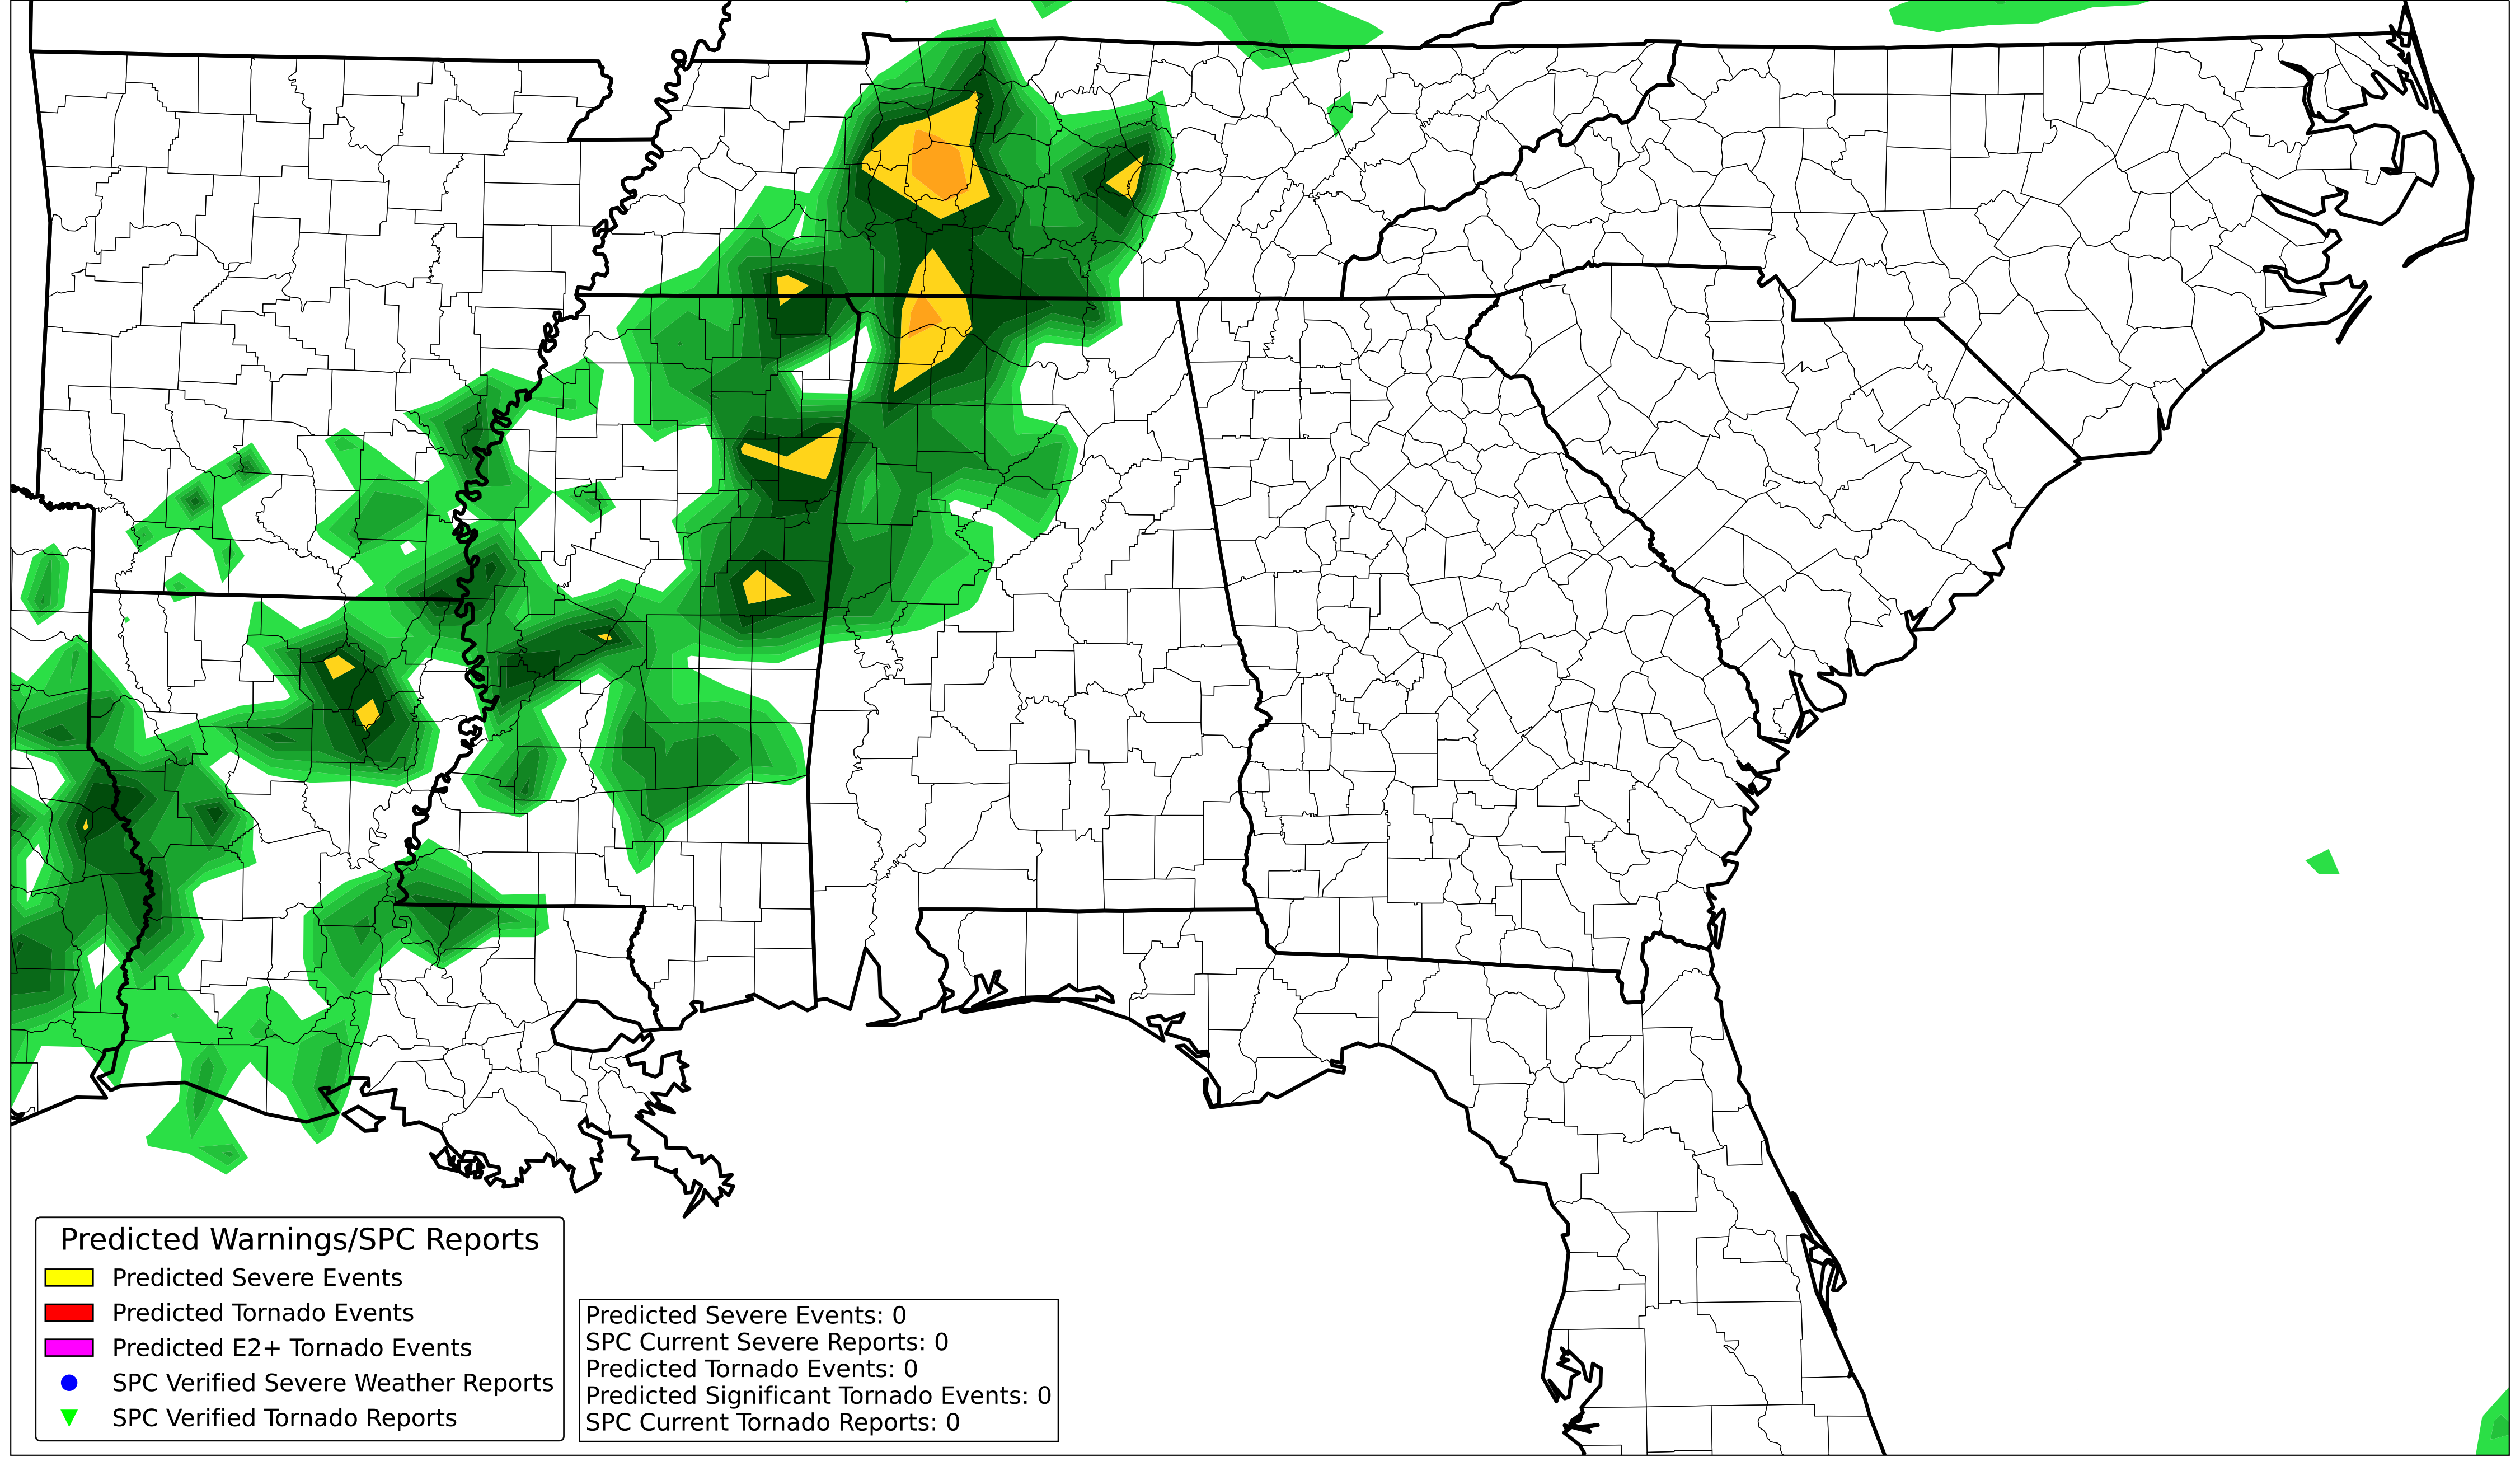 Predicted Warnings/SPC Reports
Predicted Severe Events
Predicted Tornado Events
Predicted E2+ Tornado Events
SPC Verified Severe Weather Reports
SPC Verified Tornado Reports
Predicted Severe Events: 0
SPC Current Severe Reports: 0
Predicted Tornado Events: 0
Predicted Significant Tornado Events: 0
SPC Current Tornado Reports: 0